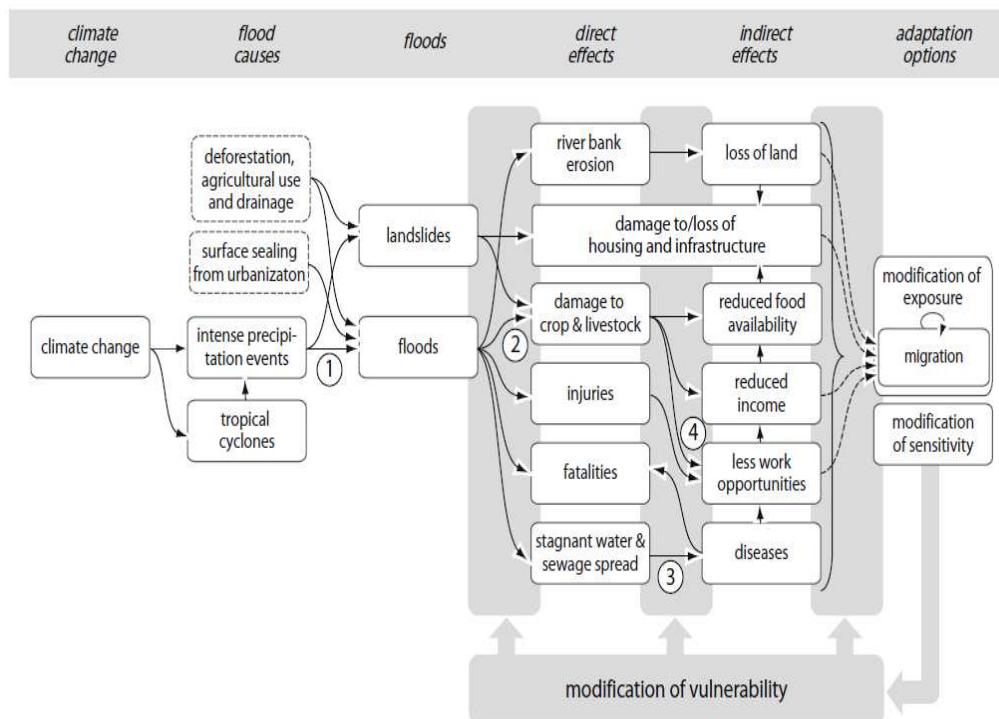 climate
change
flood
causes
floods
direct
effects
indirect
effects
adaptation
options
deforestation,
agricultural use
and drainage
surface sealing
from urbanizaton
climate change
intense precipi-
tation events
tropical
cyclones
1
landslides
floods
2
river bank
erosion
loss of land
damage to/loss of
housing and infrastructure
damage to
crop & livestock
reduced food
availability
injuries
reduced
income
4
fatalities
less work
opportunities
stagnant water &
sewage spread
3
diseases
modification of
exposure
migration
modification
of sensitivity
modification of vulnerability